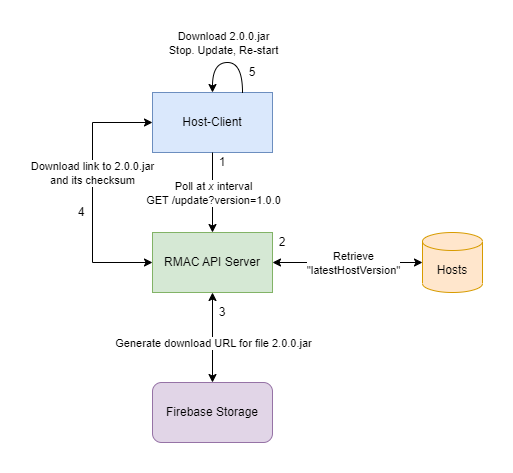 Download 2.0.0.jar
Stop. Update, Re-start
5
Host-Client
1
Download link to 2.0.0.jar
and its checksum
4
Poll at x interval
GET /update?version=1.0.0
2
RMAC API Server
Retrieve
"latestHostVersion"
Hosts
3
Generate download URL for file 2.0.0.jar
Firebase Storage